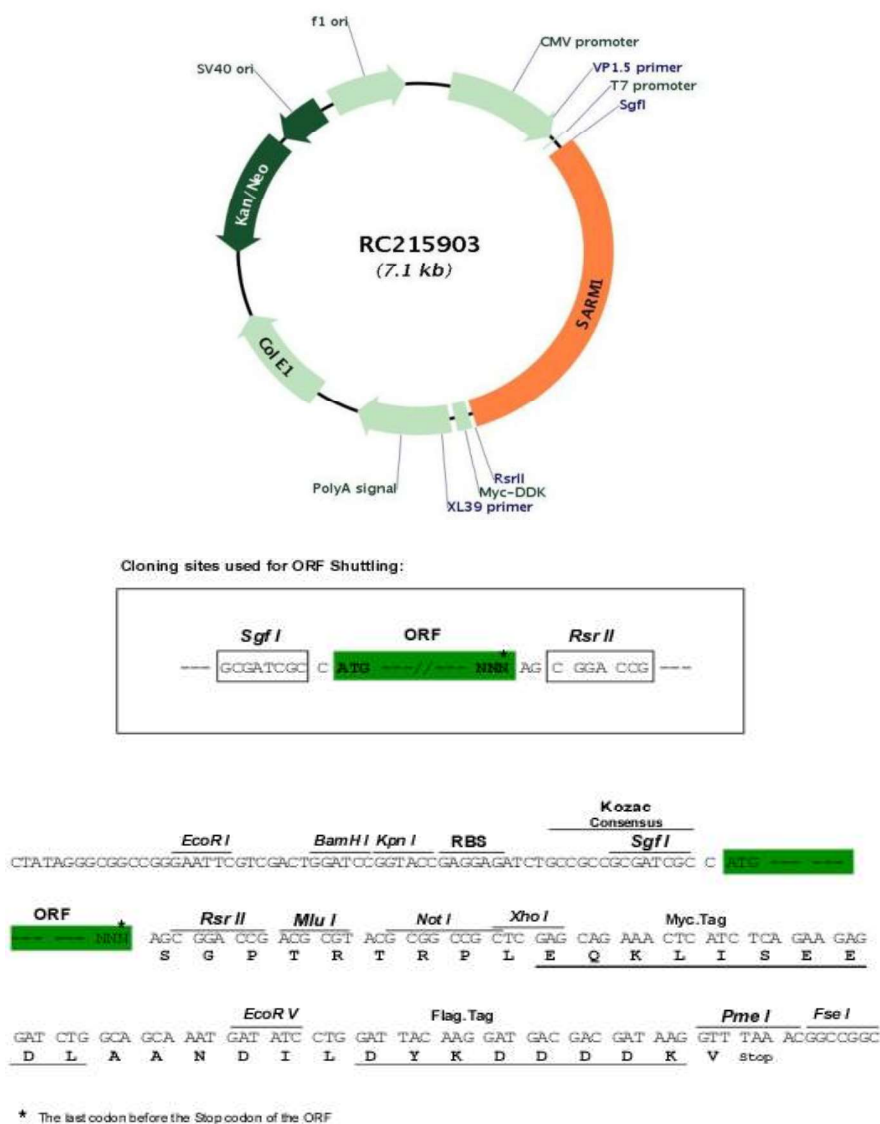 f1 ori
CMV promoter
SV40 ori
VP1.5 primer
T7 promoter
SgfI
Kan/Neo
RC215903
(7.1 kb)
SARM1
Col E1
RsrII
PolyA signal
Myc-DDK
XL39 primer
Cloning sites used for ORF Shuttling:
Sgf I ORF Rsr II
--- GCGATCGC C ATG ---//--- NNN* AG C GGA CCG ---
Kozac
Consensus
EcoR I BamH I Kpn I RBS Sgf I
CTATAGGGCGGCCGGGAATTCGTCGACTGGATCCGGTACCGAGGAGATCTGCCGCCGCGATCGC C ATG --- ---
ORF Rsr II Mlu I Not I Xho I Myc.Tag
--- --- NNN* AGC GGA CCG ACG CGT ACG CGG CCG CTC GAG CAG AAA CTC ATC TCA GAA GAG
S G P T R T R P L E Q K L I S E E
EcoR V Flag.Tag Pme I Fse I
GAT CTG GCA GCA AAT GAT ATC CTG GAT TAC AAG GAT GAC GAC GAT AAG GTT TAA ACGGCCGGC
D L A A N D I L D Y K D D D D K V Stop
* The last codon before the Stop codon of the ORF